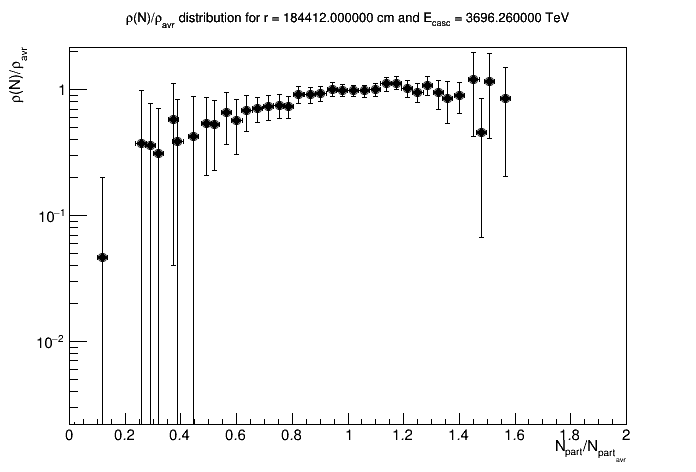 ρ(N)/ρavr distribution for r = 184412.000000 cm and Ecasc = 3696.260000 TeV
ρ(N)/ρavr
1
10−1
10−2
0 0.2 0.4 0.6 0.8 1 1.2 1.4 1.6 1.8 2
Npart/Npartavr